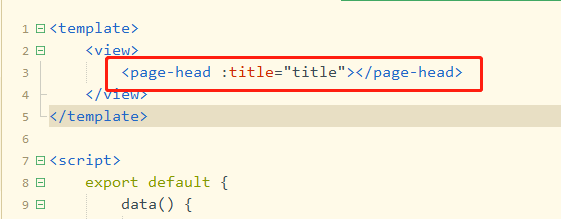 1 <template>
2 <view>
3 <page-head :title="title"></page-head>
4 </view>
5 </template>
6
7 <script>
8 export default {
9 data() {